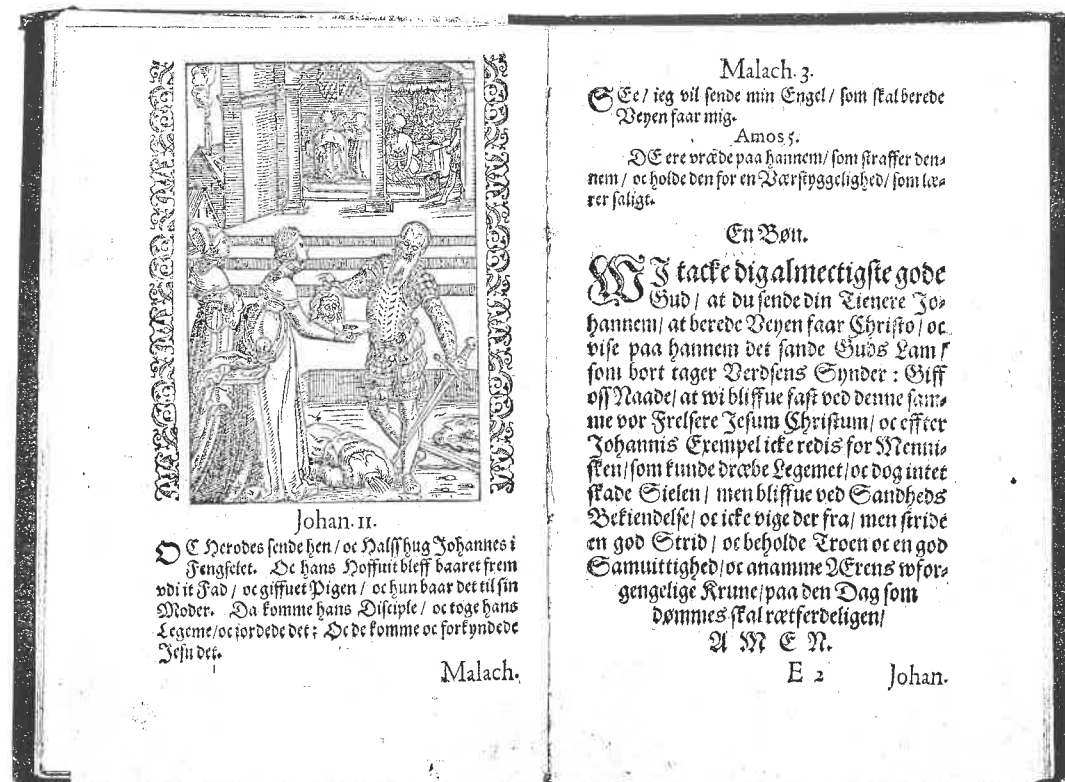 Johan. 11.
OC Herodes sende hen / oc Halsshug Johannes i
Fengselet. Oc hans Hoffuit bleff baaret frem
vdi it Fad / oc giffuet Pigen / oc hun baar det til sin
Moder. Da komme hans Disciple / oc toge hans
Legeme / oc jordede det ; Oc de komme oc forkyndede
Jesu det.
Malach.
Malach. 3.
SEe / ieg vil sende min Engel / som skal berede
Veyen faar mig.
Amos 5.
DE ere vrede paa hannem / som straffer den-
nem / oc holde den for en Værstyggelighed / som læ-
rer saligt.
En Bøn.
WJ tacke dig almectigste gode
Gud / at du sende din Tienere Jo-
hannem / at berede Veyen faar Christo / oc
vise paa hannem det sande Guds Lam /
som bort tager Verdsens Synder : Giff
oss Naade / at wi bliffue fast ved denne sam-
me vor Frelsere Jesum Christum / oc effter
Johannis Exempel icke redis for Menni-
sken / som kunde dræbe Legemet / oc dog intet
skade Sielen / men bliffue ved Sandheds
Bekiendelse / oc icke vige der fra / men stride
en god Strid / oc beholde Troen oc en god
Samuittighed / oc anamme Ærens wfor-
gengelige Krune / paa den Dag som
dømmes skal rætferdeligen /
A M E N.
E 2 Johan.